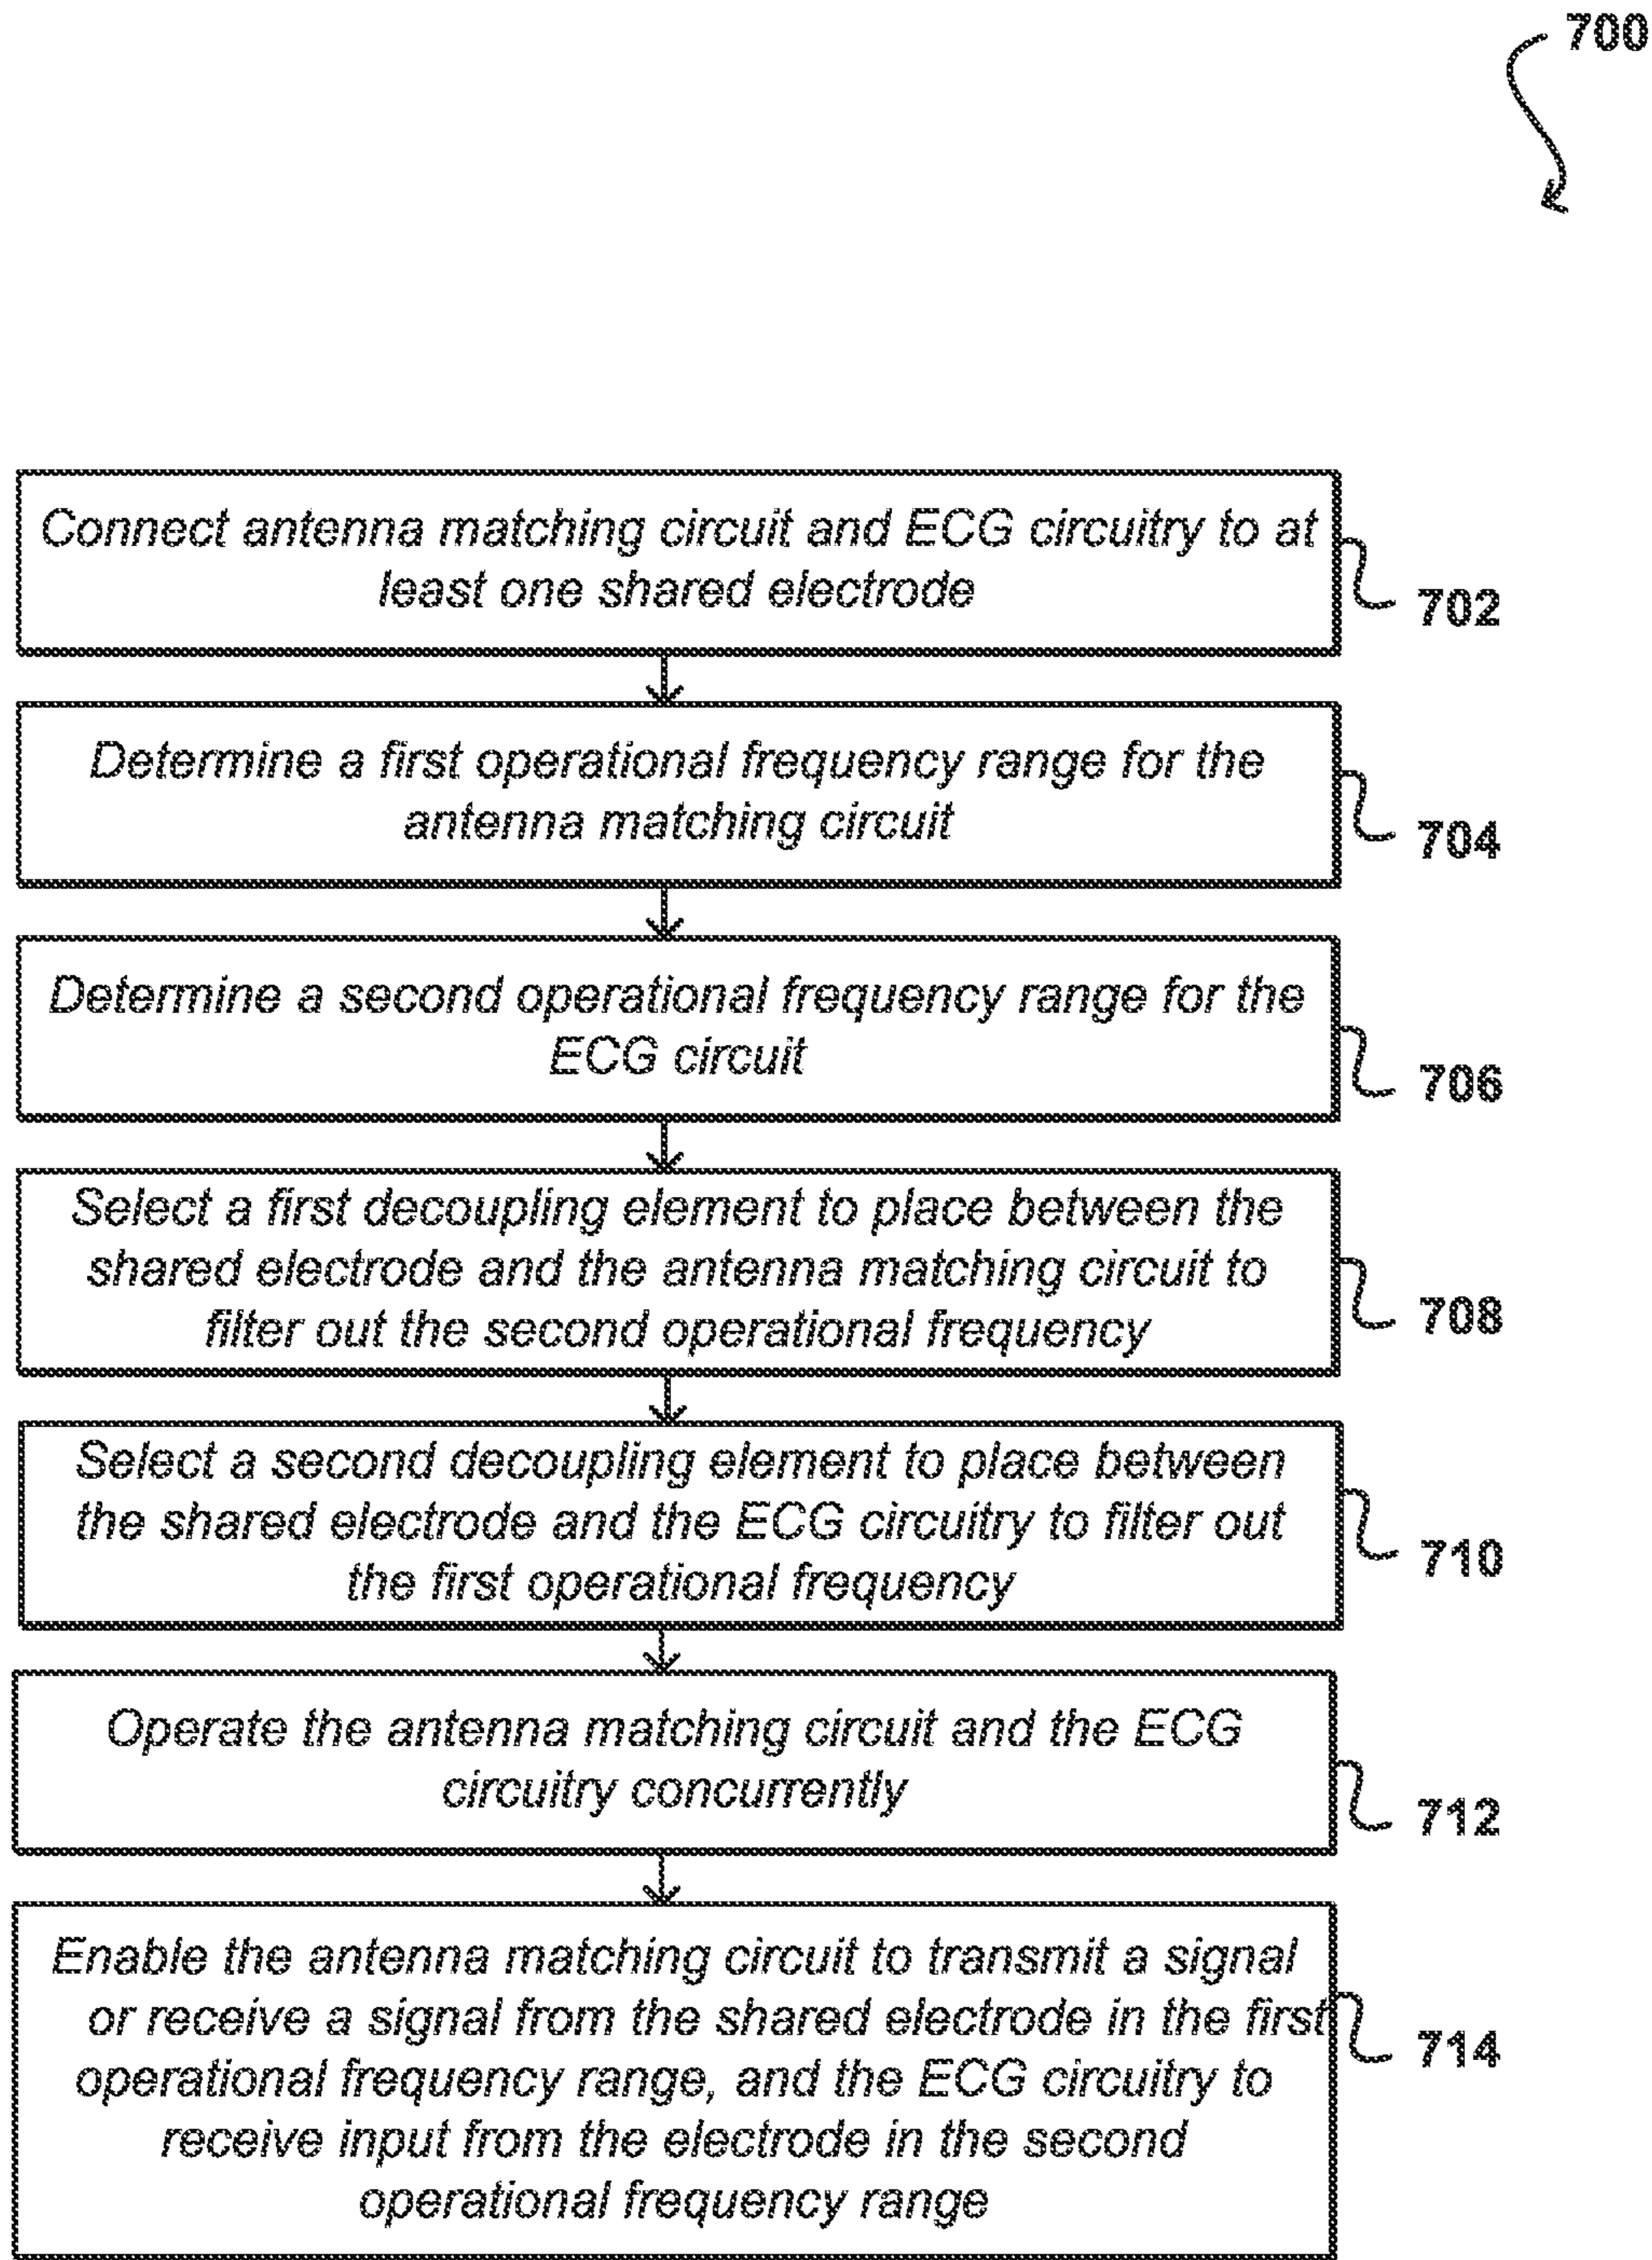 700
Connect antenna matching circuit and ECG circuitry to at
least one shared electrode
702
Determine a first operational frequency range for the
antenna matching circuit
704
Determine a second operational frequency range for the
ECG circuit
706
Select a first decoupling element to place between the
shared electrode and the antenna matching circuit to
filter out the second operational frequency
708
Select a second decoupling element to place between
the shared electrode and the ECG circuitry to filter out
the first operational frequency
710
Operate the antenna matching circuit and the ECG
circuitry concurrently
712
Enable the antenna matching circuit to transmit a signal
or receive a signal from the shared electrode in the first
operational frequency range, and the ECG circuitry to
receive input from the electrode in the second
operational frequency range
714